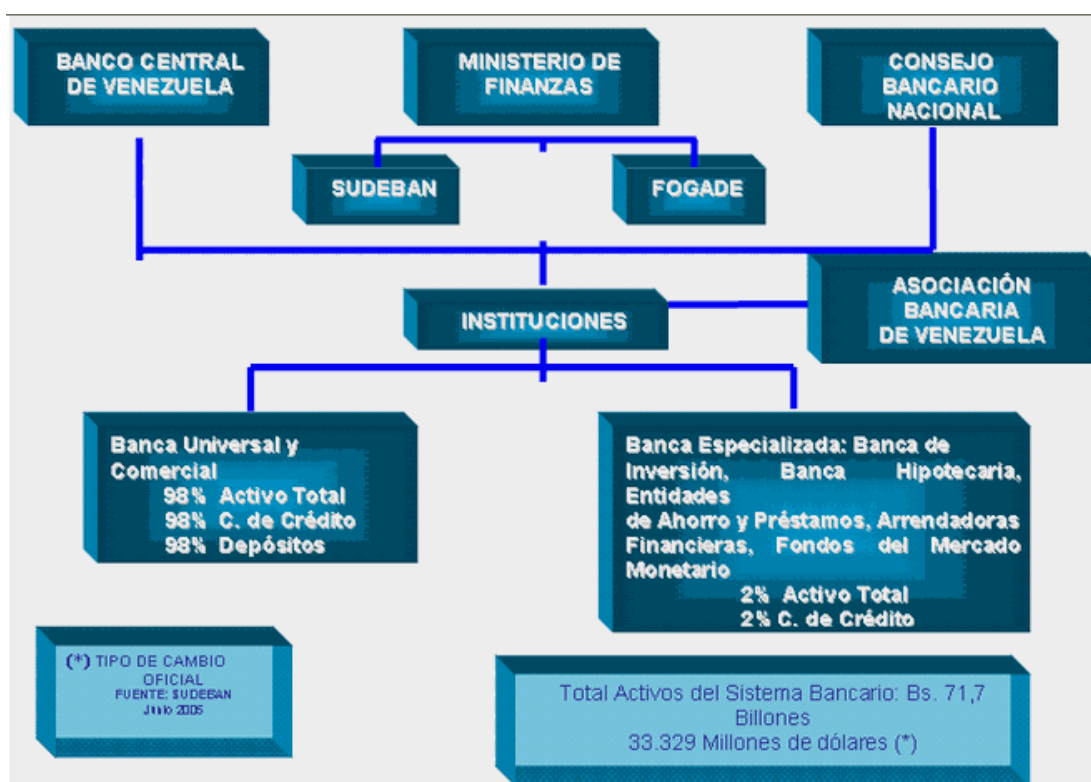 BANCO CENTRAL
DE VENEZUELA
MINISTERIO DE
FINANZAS
CONSEJO
BANCARIO
NACIONAL
SUDEBAN
FOGADE
INSTITUCIONES
ASOCIACIÓN
BANCARIA
DE VENEZUELA
Banca Universal y
Comercial
98% Activo Total
98% C. de Crédito
98% Depósitos
Banca Especializada: Banca de
Inversión, Banca Hipotecaria,
Entidades
de Ahorro y Préstamos, Arrendadoras
Financieras, Fondos del Mercado
Monetario
2% Activo Total
2% C. de Crédito
(*) TIPO DE CAMBIO
OFICIAL
FUENTE: SUDEBAN
Junio 2005
Total Activos del Sistema Bancario: Bs. 71,7
Billones
33.329 Millones de dólares (*)